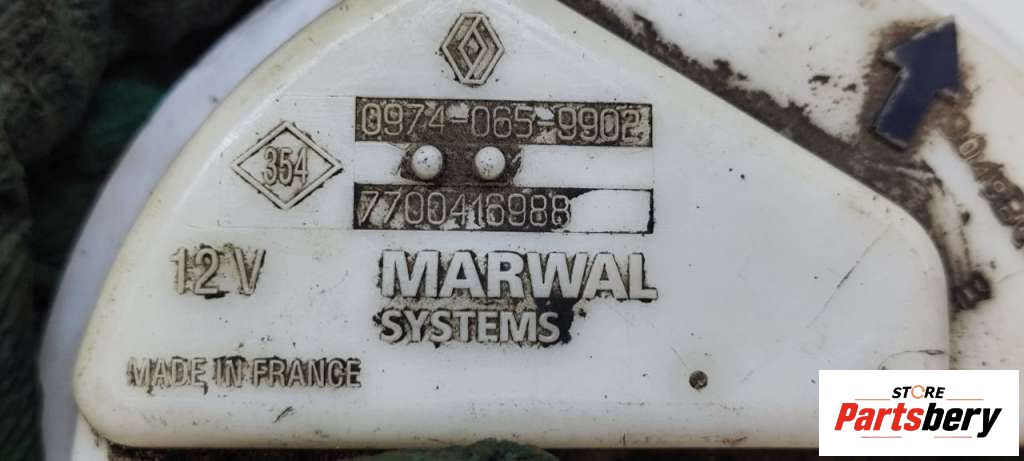 0974-065-9902
354
7700416988
12 V
MARWAL
SYSTEMS
MADE IN FRANCE
STORE
Partsbery